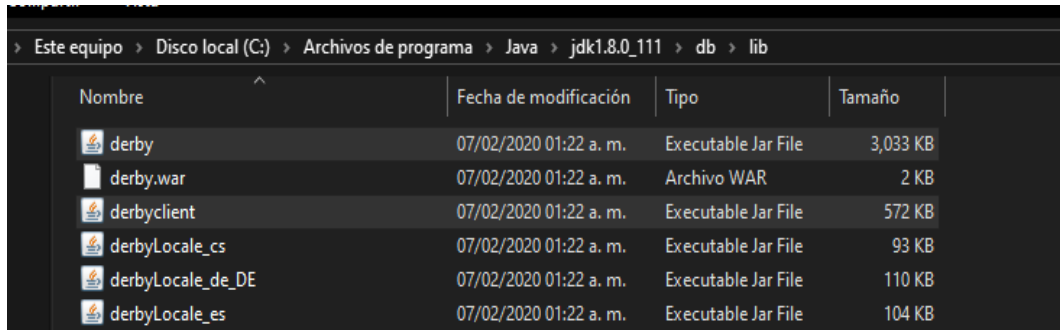 Este equipo > Disco local (C:) > Archivos de programa > Java > jdk1.8.0_111 > db > lib
Nombre Fecha de modificación Tipo Tamaño
derby 07/02/2020 01:22 a. m. Executable Jar File 3,033 KB
derby.war 07/02/2020 01:22 a. m. Archivo WAR 2 KB
derbyclient 07/02/2020 01:22 a. m. Executable Jar File 572 KB
derbyLocale_cs 07/02/2020 01:22 a. m. Executable Jar File 93 KB
derbyLocale_de_DE 07/02/2020 01:22 a. m. Executable Jar File 110 KB
derbyLocale_es 07/02/2020 01:22 a. m. Executable Jar File 104 KB